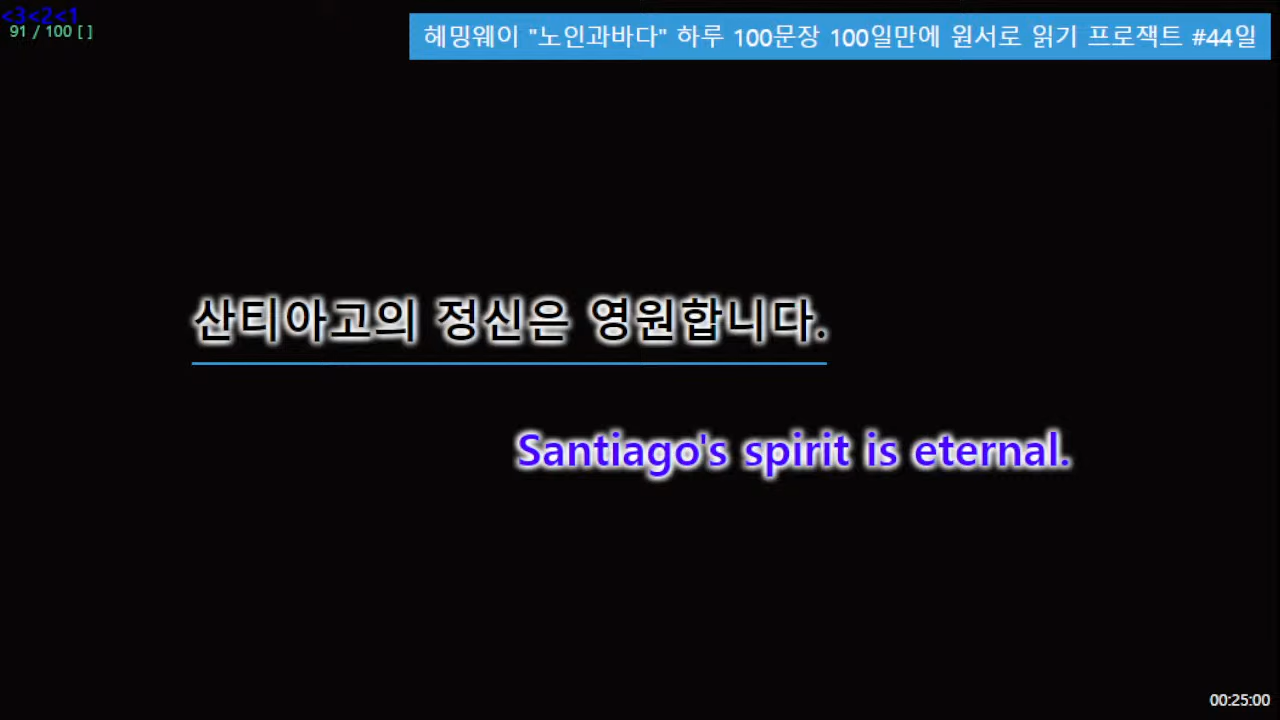 <3<2<1
91 / 100 [ ]
헤밍웨이 "노인과바다" 하루 100문장 100일만에 원서로 읽기 프로잭트 #44일
산티아고의 정신은 영원합니다.
Santiago's spirit is eternal.
00:25:00